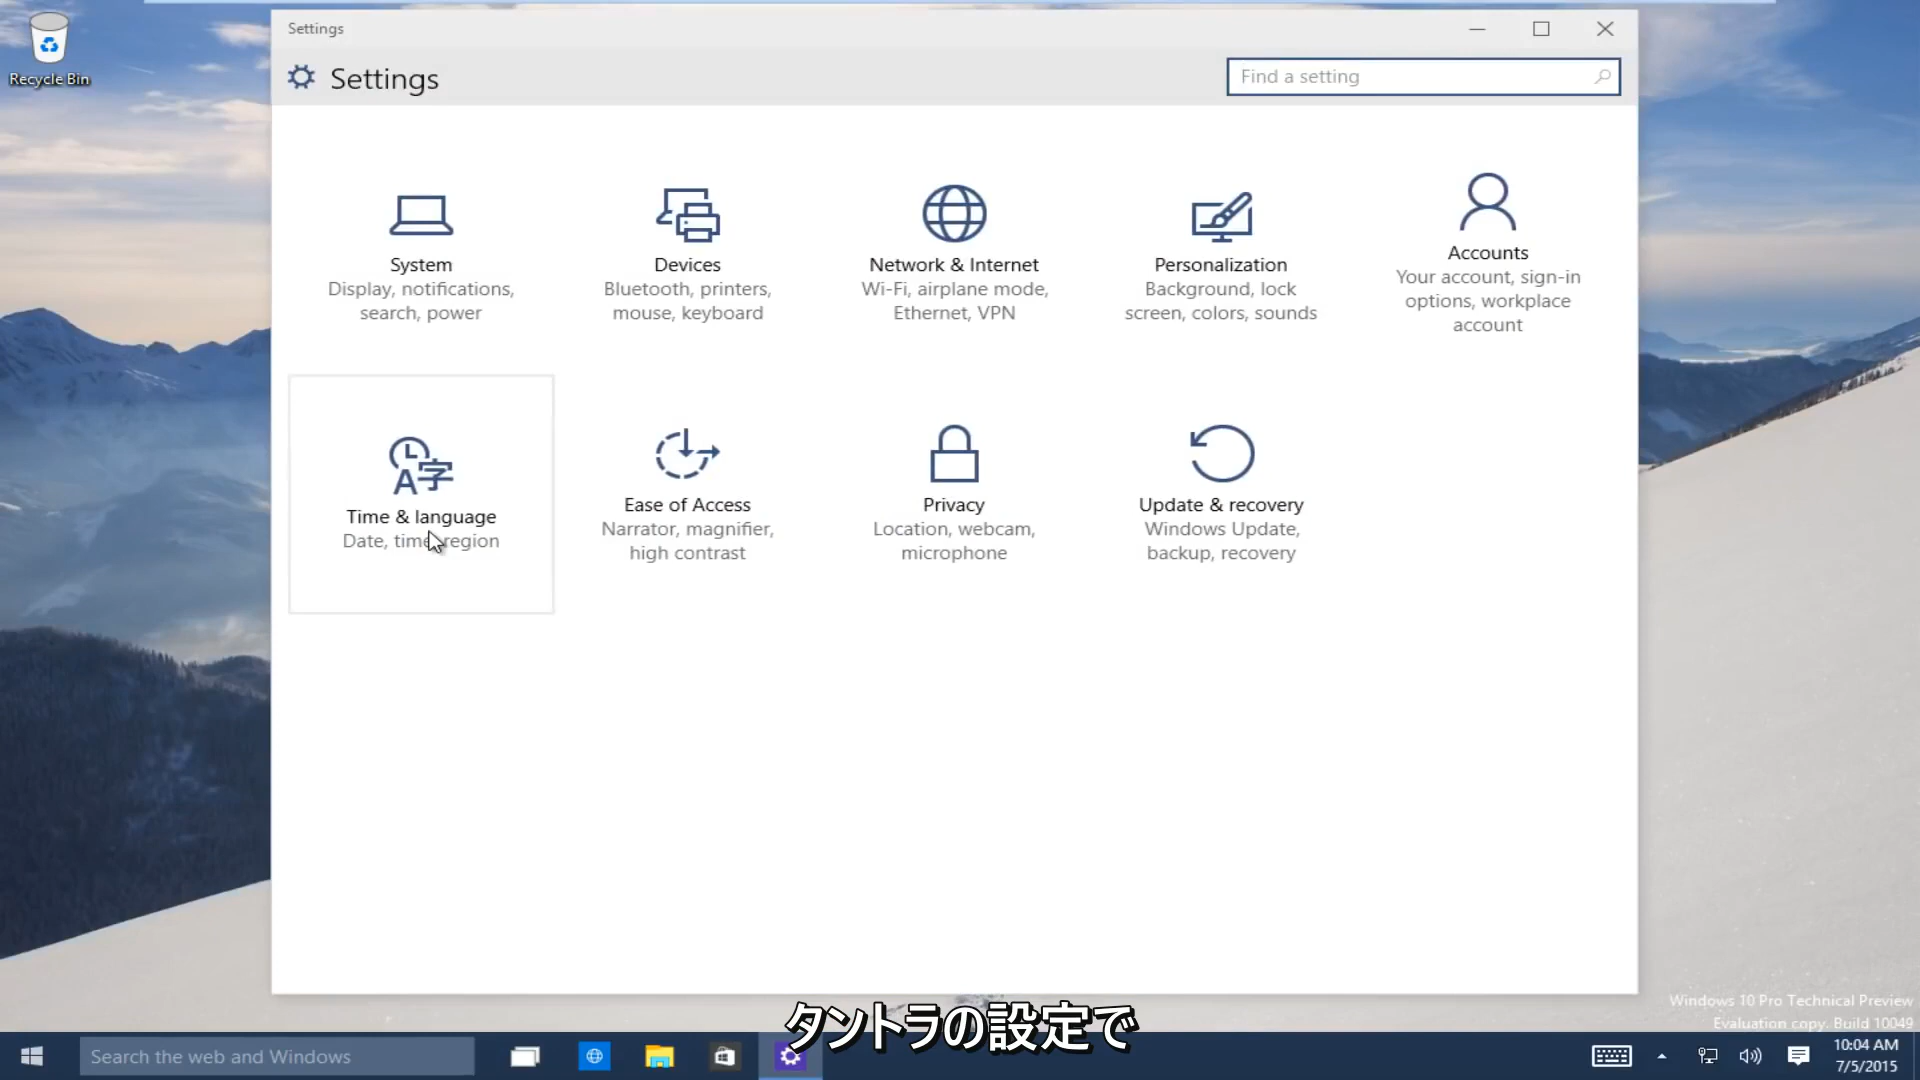 Recycle Bin
Settings
Settings
Find a setting
System
Display, notifications,
search, power
Devices
Bluetooth, printers,
mouse, keyboard
Network & Internet
Wi-Fi, airplane mode,
Ethernet, VPN
Personalization
Background, lock
screen, colors, sounds
Accounts
Your account, sign-in
options, workplace
account
Time & language
Date, time, region
Ease of Access
Narrator, magnifier,
high contrast
Privacy
Location, webcam,
microphone
Update & recovery
Windows Update,
backup, recovery
Windows 10 Pro Technical Preview
Evaluation copy. Build 10049
タントラの設定で
Search the web and Windows
10:04 AM
7/5/2015